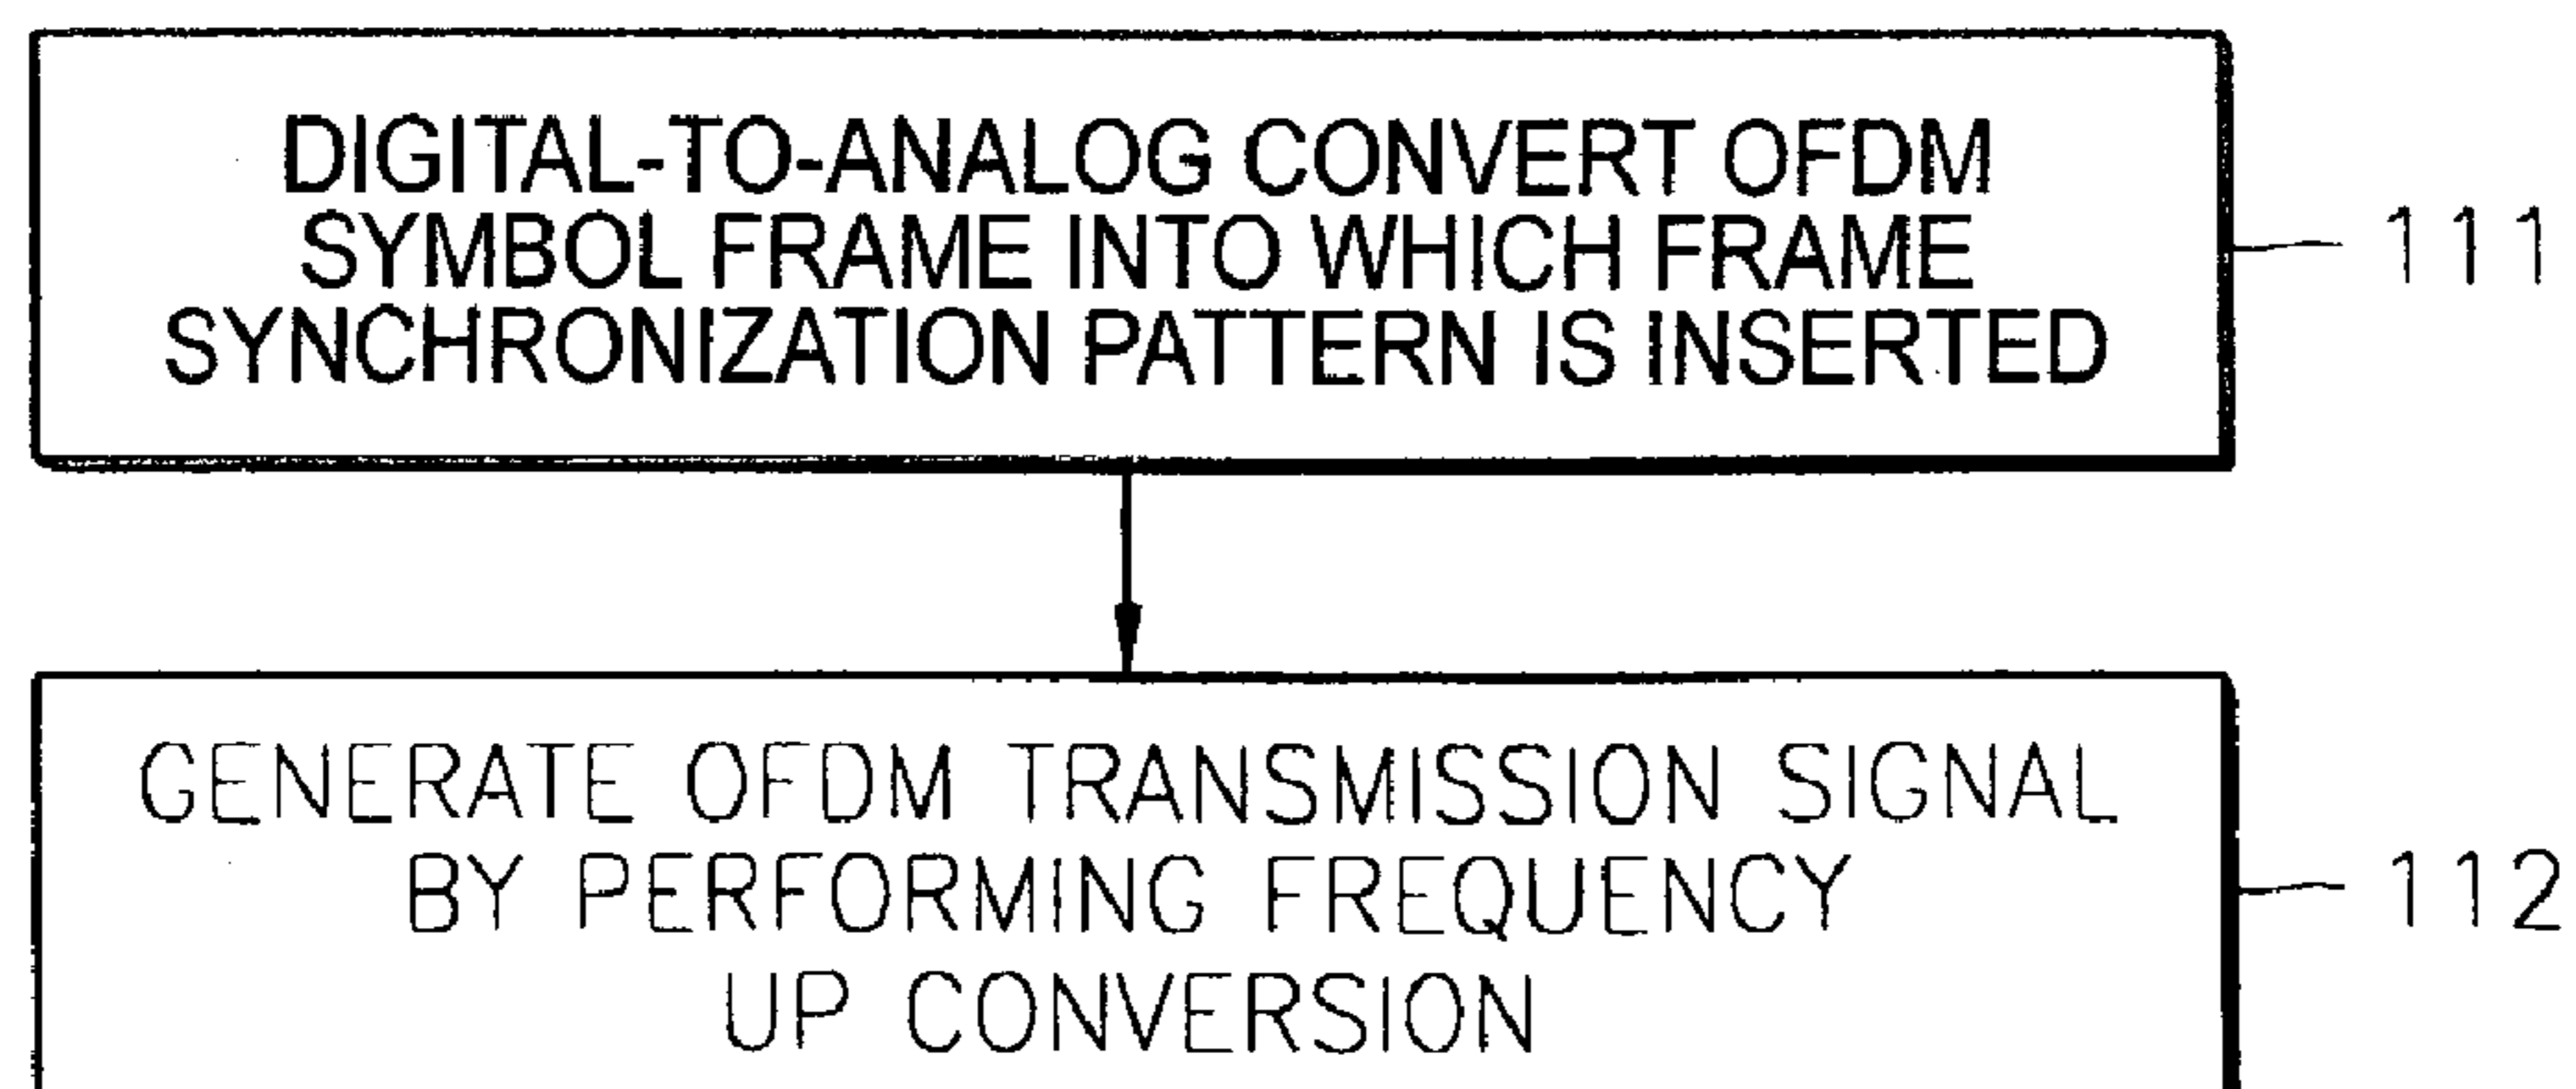 DIGITAL-TO-ANALOG CONVERT OFDM
SYMBOL FRAME INTO WHICH FRAME
SYNCHRONIZATION PATTERN IS INSERTED
111
GENERATE OFDM TRANSMISSION SIGNAL
BY PERFORMING FREQUENCY
UP CONVERSION
112